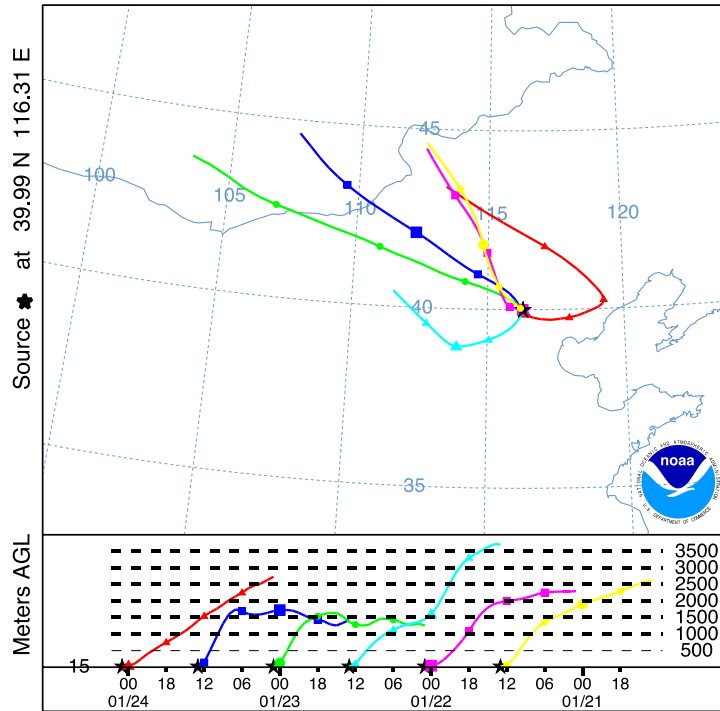 Source ★ at 39.99 N 116.31 E
45
100
105
110
115
120
40
35
NATIONAL OCEANIC AND ATMOSPHERIC ADMINISTRATION
noaa
U.S. DEPARTMENT OF COMMERCE
Meters AGL
3500
3000
2500
2000
1500
1000
500
15
00 18 12 06 00 18 12 06 00 18 12 06 00 18
01/24 01/23 01/22 01/21